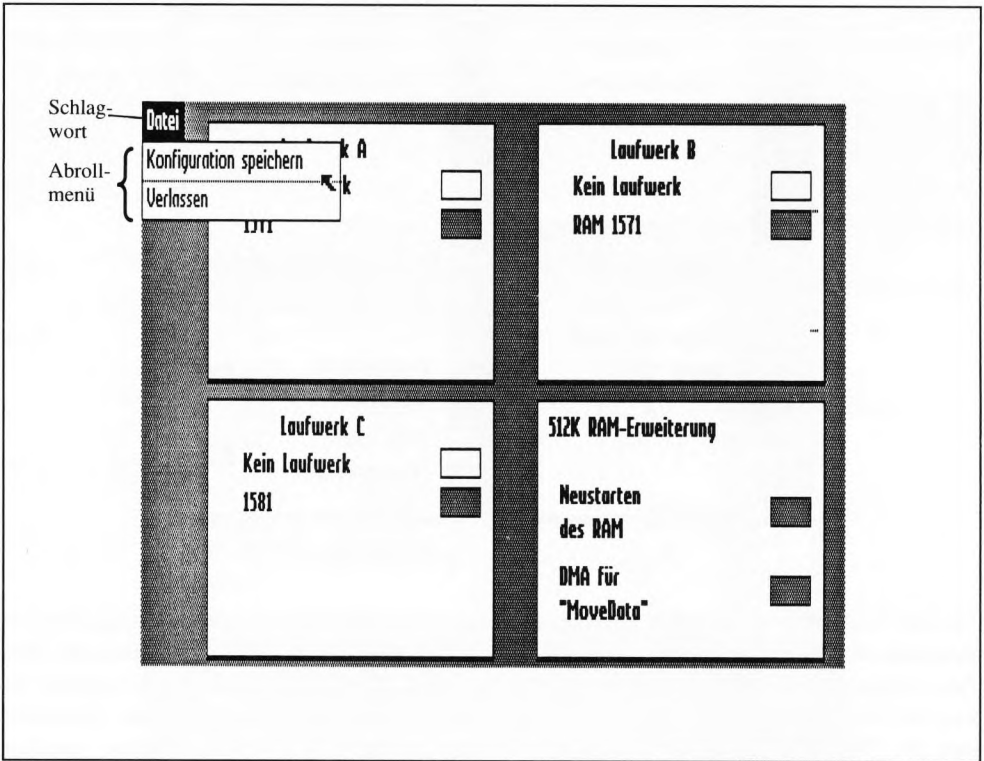 Schlag-
wort
Abroll-
menü
Datei
Konfiguration speichern
Verlassen
k A
k
1571
Laufwerk B
Kein Laufwerk
RAM 1571
Laufwerk C
Kein Laufwerk
1581
512K RAM-Erweiterung
Neustarten
des RAM
DMA für
"MoveData"